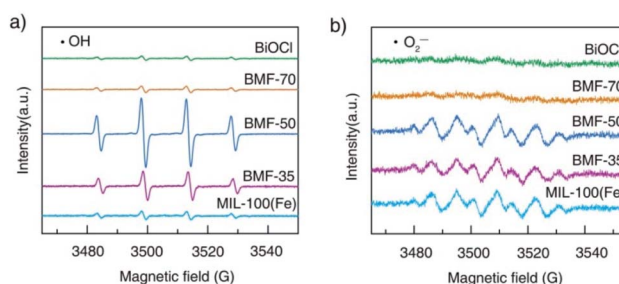 a)
• OH
BiOCl
BMF-70
BMF-50
BMF-35
MIL-100(Fe)
Intensity(a.u.)
3480 3500 3520 3540
Magnetic field (G)
b)
• O₂⁻
BiOCl
BMF-70
BMF-50
BMF-35
MIL-100(Fe)
Intensity(a.u.)
3480 3500 3520 3540
Magnetic field (G)